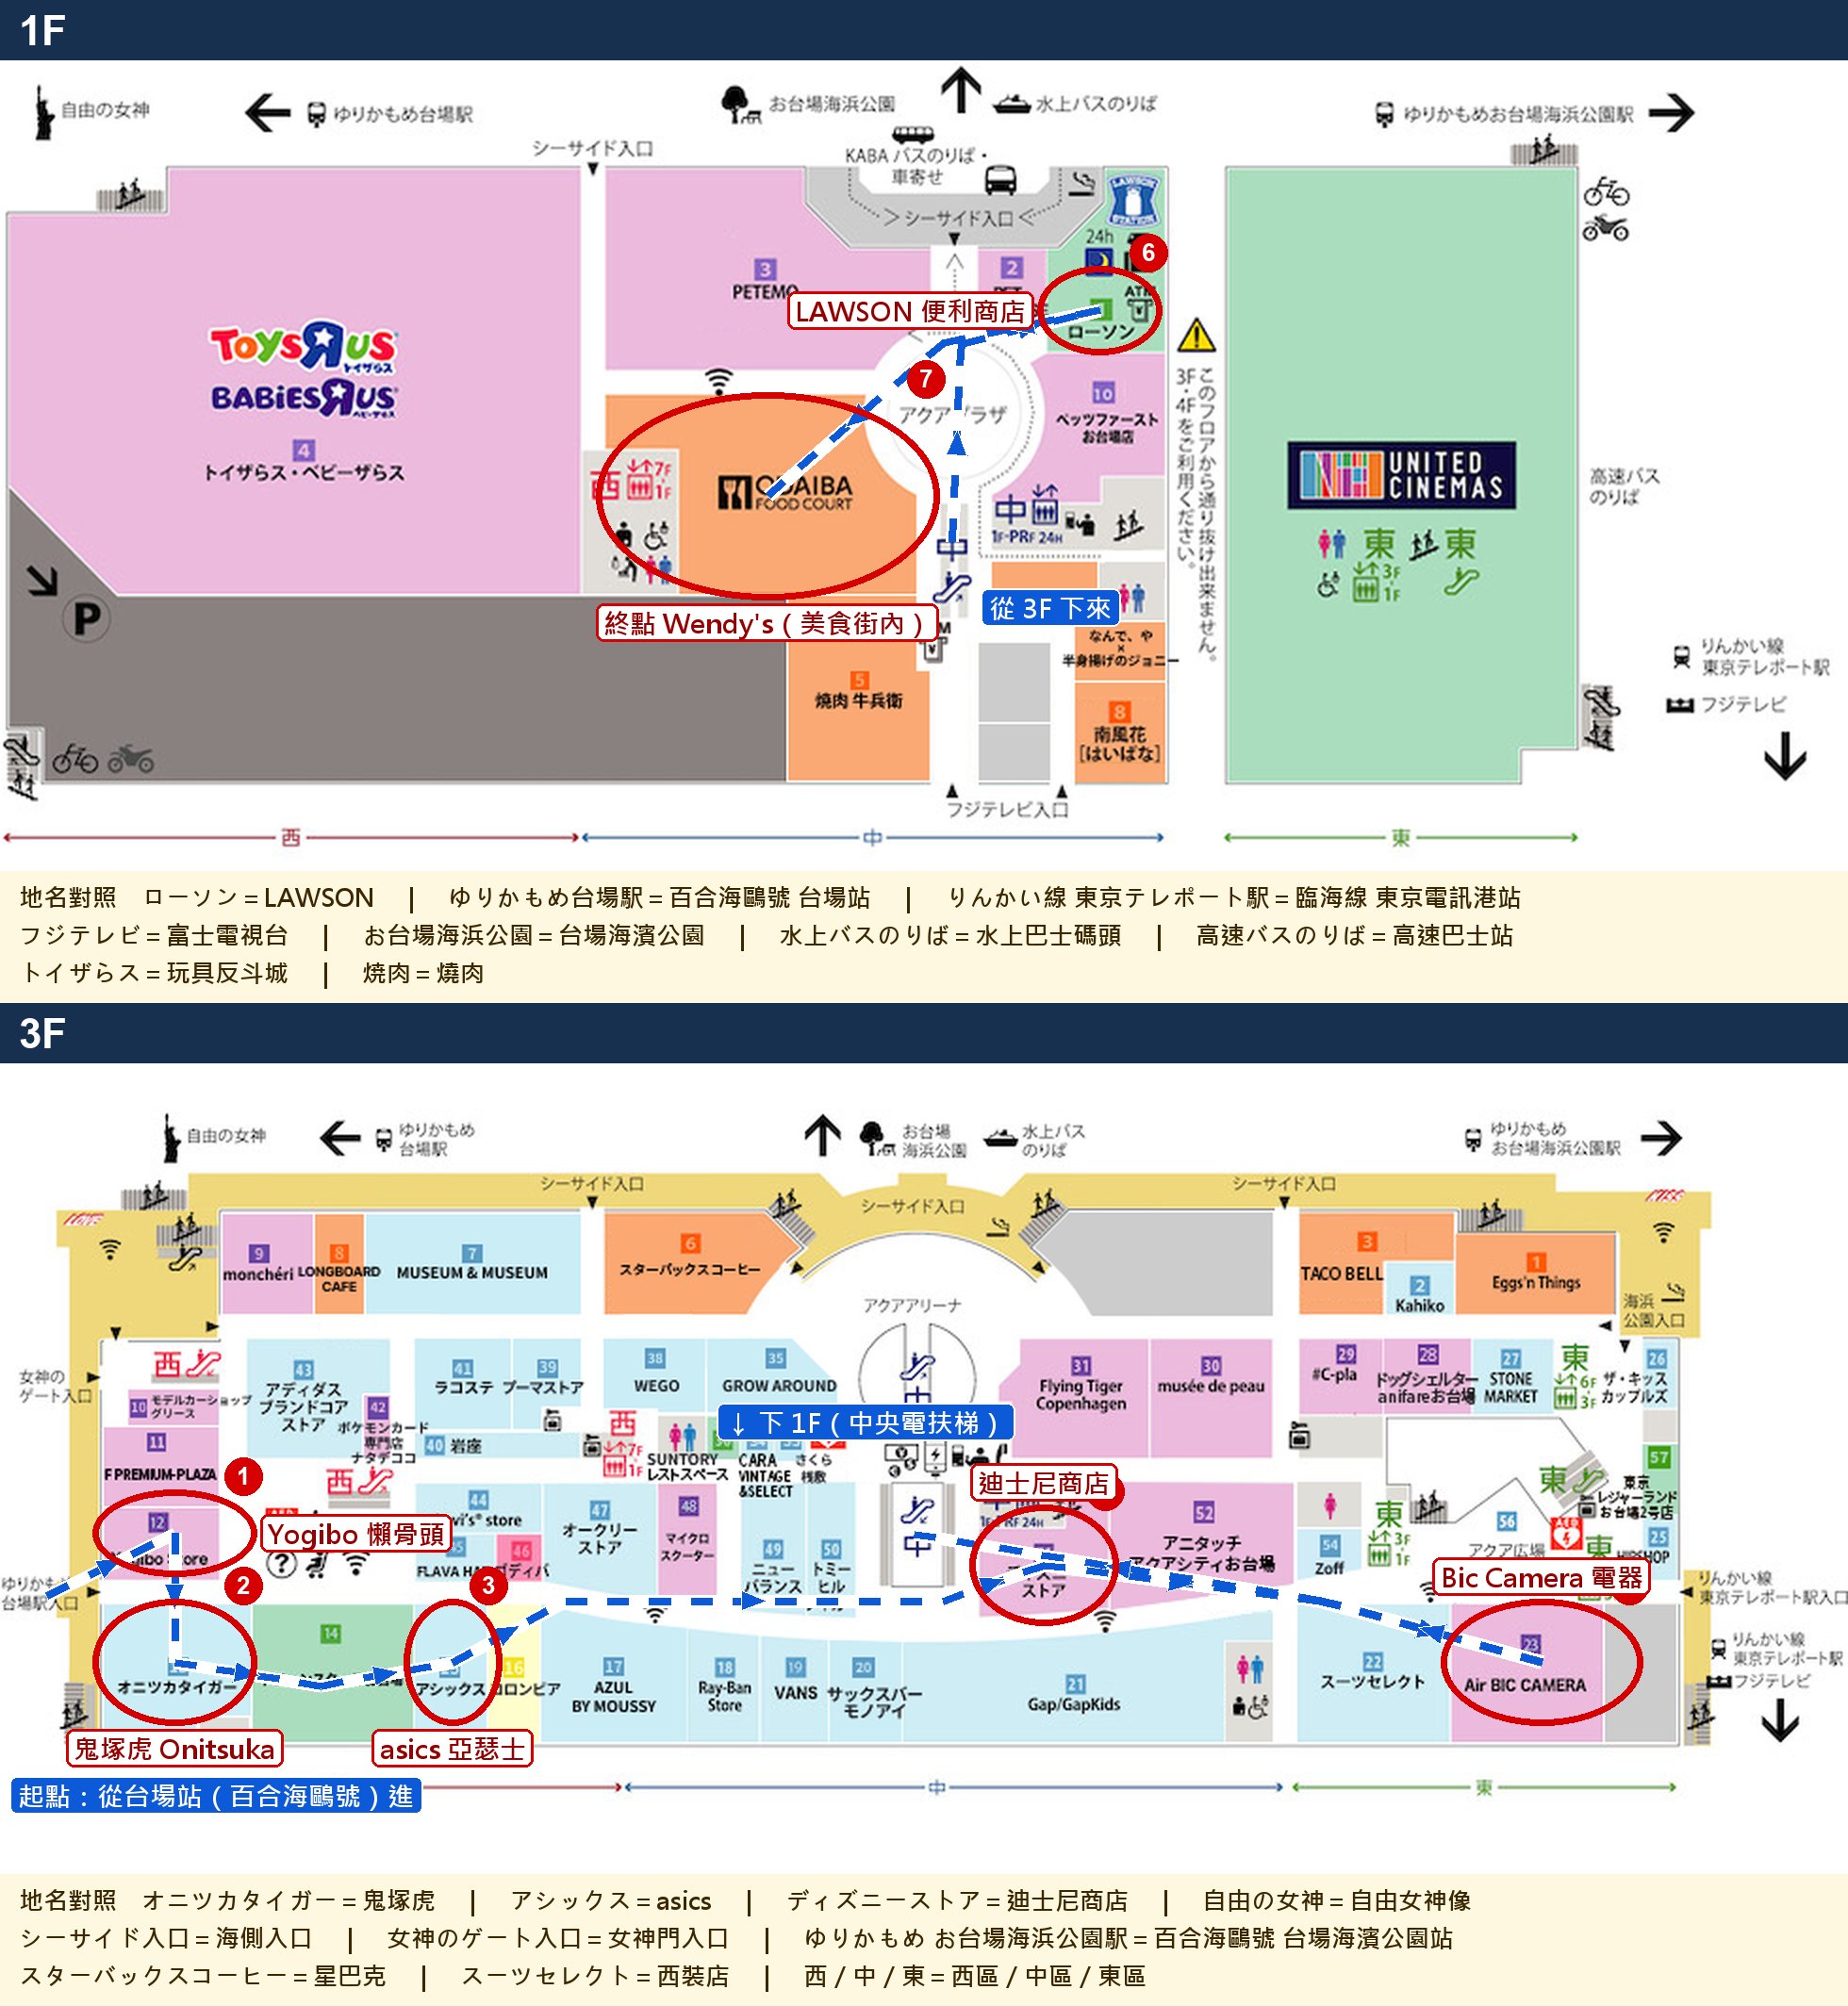 1F
自由の女神
ゆりかもめ台場駅
お台場海浜公園
水上バスのりば
ゆりかもめお台場海浜公園駅
シーサイド入口
KABA バスのりば・
車寄せ
シーサイド入口
LAWSON
STATION
24h
6
3
PETEMO
2
ATM
LAWSON 便利商店
ローソン
TOYSЯUS
トイザらス
BABIESЯUS
ベビーザらス
4
トイザらス・ベビーザらス
7
アクアプラザ
10
ペッツファースト
お台場店
このフロアから通り抜け出来ません。
3F・4Fをご利用ください。
UNITED
CINEMAS
高速バス
のりば
西
7F
1F
ODAIBA
FOOD COURT
中
1F-PRF 24H
東
3F
1F
東
中
從 3F 下來
終點 Wendy's（美食街內）
P
なんで、や
×
半身揚げのジョニー
5
焼肉 牛兵衛
8
南風花
[はいばな]
りんかい線
東京テレポート駅
フジテレビ
フジテレビ入口
西
中
東
地名對照　ローソン＝LAWSON　|　ゆりかもめ台場駅＝百合海鷗號 台場站　|　りんかい線 東京テレポート駅＝臨海線 東京電訊港站
フジテレビ＝富士電視台　|　お台場海浜公園＝台場海濱公園　|　水上バスのりば＝水上巴士碼頭　|　高速バスのりば＝高速巴士站
トイザらス＝玩具反斗城　|　焼肉＝燒肉
3F
自由の女神
ゆりかもめ
台場駅
お台場
海浜公園
水上バス
のりば
ゆりかもめ
お台場海浜公園駅
シーサイド入口
シーサイド入口
シーサイド入口
9
monchéri
8
LONGBOARD
CAFE
7
MUSEUM & MUSEUM
6
スターバックスコーヒー
3
TACO BELL
2
Kahiko
1
Eggs'n Things
海浜
公園入口
アクアアリーナ
女神の
ゲート入口
西
10
モデルカーショップ
グリース
43
アディダス
ブランドコア
ストア
42
ポケモンカード
専門店
ナタデココ
41
ラコステ
39
プーマストア
40
岩座
38
WEGO
35
GROW AROUND
中
31
Flying Tiger
Copenhagen
30
musée de peau
29
#C-pla
28
ドッグシェルター
anifareお台場
27
STONE
MARKET
東
6F
3F
26
ザ・キッス
カップルズ
↓ 下 1F（中央電扶梯）
11
F PREMIUM-PLAZA
西
西
7F
1F
SUNTORY
レストスペース
CARA
VINTAGE
&SELECT
さくら
桟敷
1
12
Yogibo 懶骨頭
44
47
オークリー
ストア
48
マイクロ
スクーター
46
49
ニュー
バランス
50
トミー
ヒル
中
迪士尼商店
ストア
52
アニタッチ
アクアシティお台場
54
Zoff
東
3F
1F
56
アクア広場
東
57
東京
レジャーランド
お台場2号店
AED
東
25
Bic Camera 電器
りんかい線
東京テレポート駅入口
台場駅入口
2
3
オニツカタイガー
14
アシックス
16
17
AZUL
BY MOUSSY
18
Ray-Ban
Store
19
VANS
20
サックスバー
モノアイ
21
Gap/GapKids
22
スーツセレクト
23
Air BIC CAMERA
りんかい線
東京テレポート駅
フジテレビ
鬼塚虎 Onitsuka
asics 亞瑟士
起點：從台場站（百合海鷗號）進
中
東
地名對照　オニツカタイガー＝鬼塚虎　|　アシックス＝asics　|　ディズニーストア＝迪士尼商店　|　自由の女神＝自由女神像
シーサイド入口＝海側入口　|　女神のゲート入口＝女神門入口　|　ゆりかもめ お台場海浜公園駅＝百合海鷗號 台場海濱公園站
スターバックスコーヒー＝星巴克　|　スーツセレクト＝西裝店　|　西 / 中 / 東＝西區 / 中區 / 東區